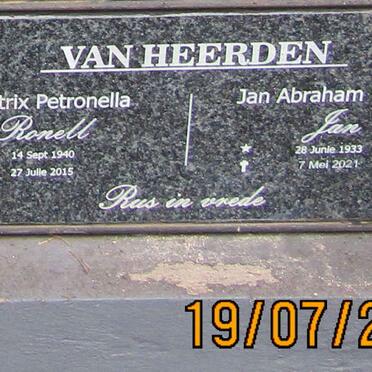 VAN HEERDEN
trix Petronella
Ronell
14 Sept 1940
27 Julie 2015
Jan Abraham
Jan
28 Junie 1933
7 Mei 2021
Rus in vrede
19/07/2